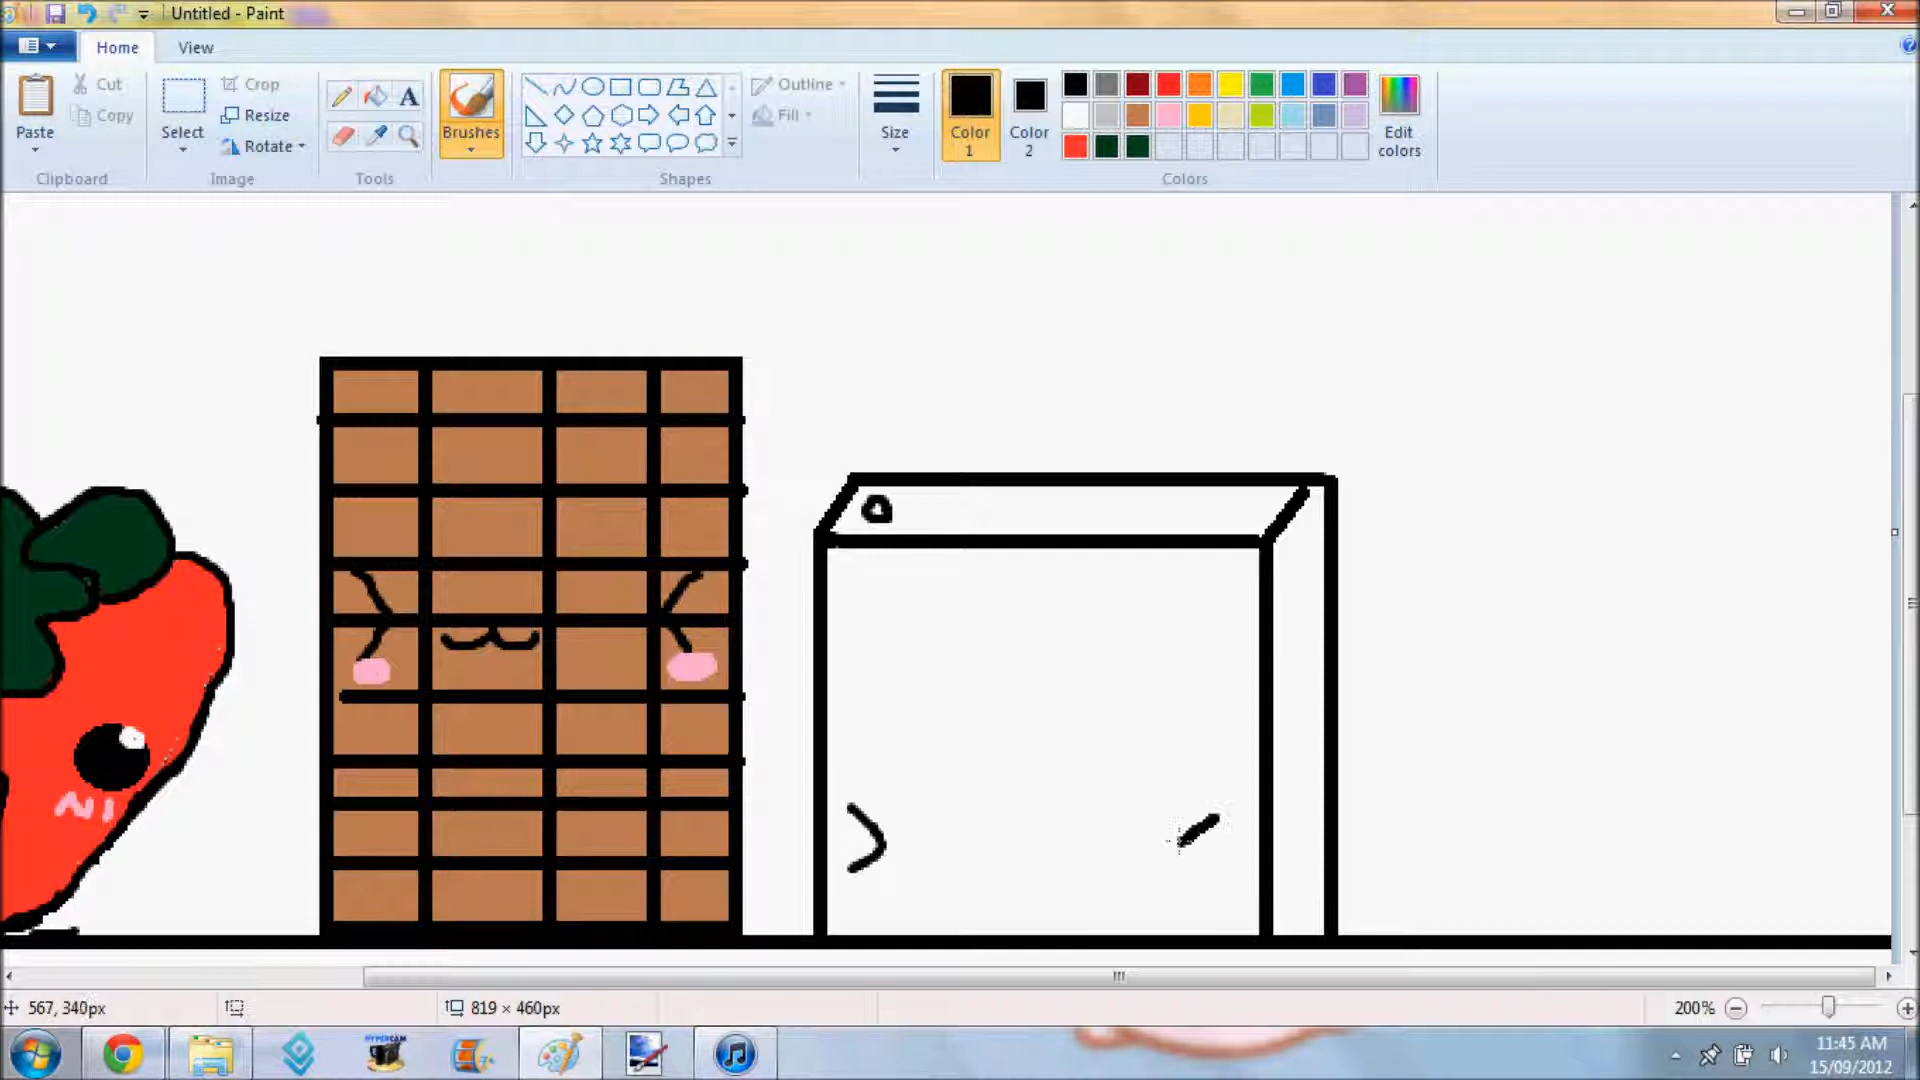 Untitled - Paint
Home
View
Paste
Cut
Copy
Clipboard
Select
Crop
Resize
Rotate
Image
A
Tools
Brushes
Shapes
Outline
Fill
Size
Color 1
Color 2
Edit colors
Colors
567, 340px
819 × 460px
200%
HYPERCAM
11:45 AM
15/09/2012